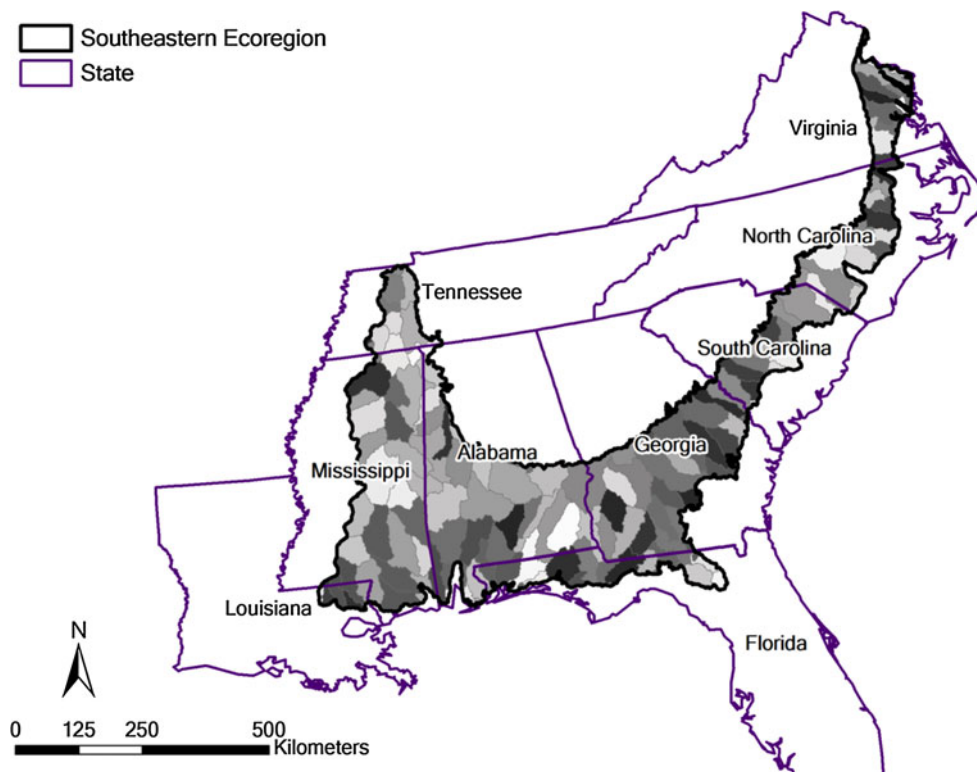 Southeastern Ecoregion
State
Virginia
North Carolina
Tennessee
South Carolina
Georgia
Alabama
Mississippi
Louisiana
Florida
N
0 125 250 500
Kilometers